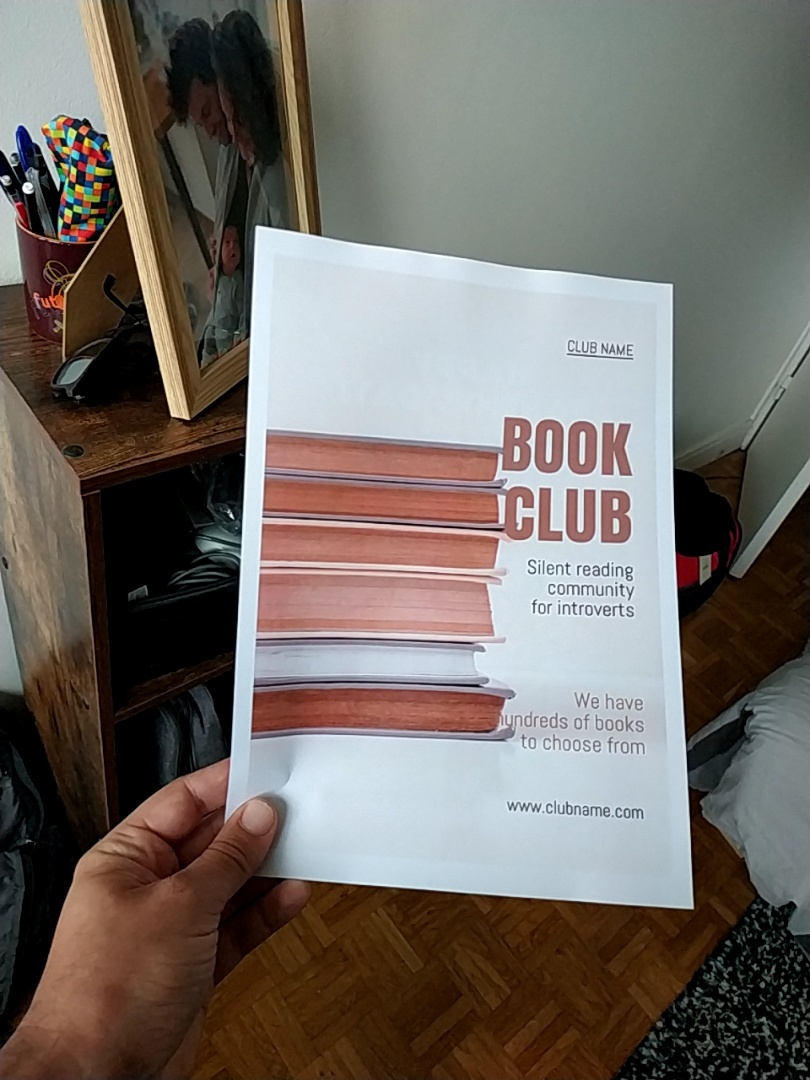 CLUB NAME
BOOK
CLUB
Silent reading
community
for introverts
We have
hundreds of books
to choose from
www.clubname.com